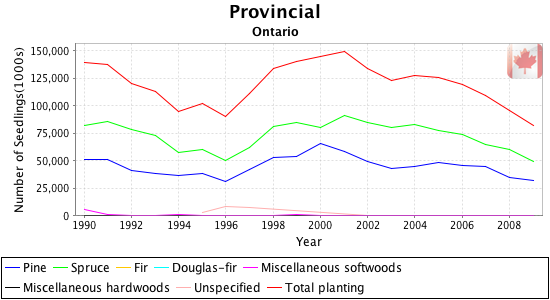 Provincial
Ontario
Number of Seedlings(1000s)
150,000
125,000
100,000
75,000
50,000
25,000
0
1990 1992 1994 1996 1998 2000 2002 2004 2006 2008
Year
Pine Spruce Fir Douglas-fir Miscellaneous softwoods
Miscellaneous hardwoods Unspecified Total planting